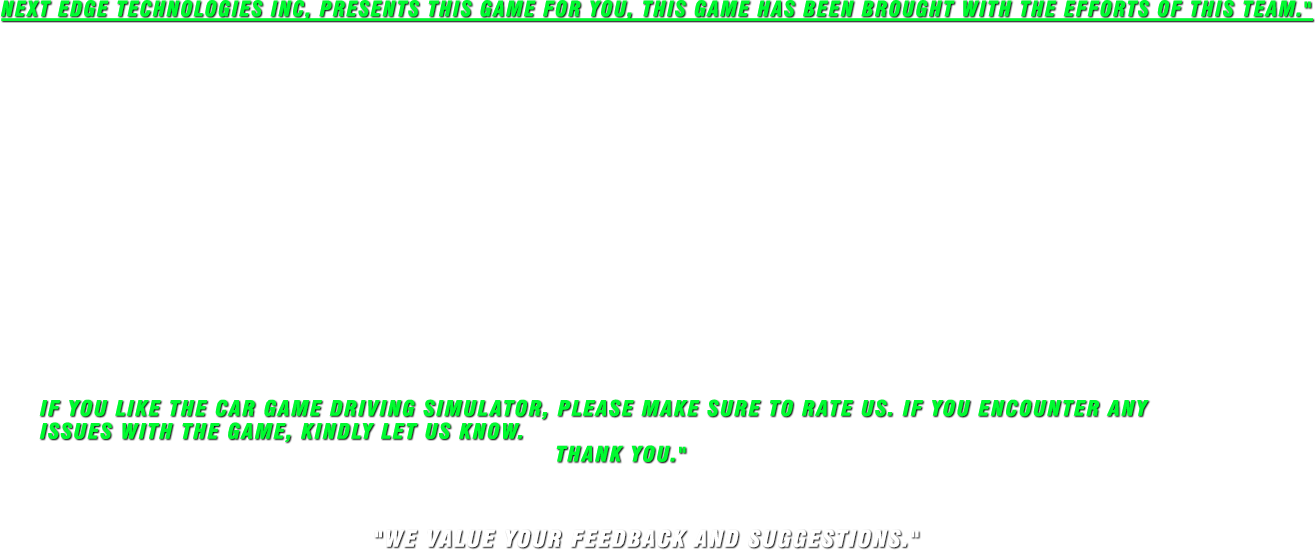 NEXT EDGE TECHNOLOGIES INC, PRESENTS THIS GAME FOR YOU, THIS GAME HAS BEEN BROUGHT WITH THE EFFORTS OF THIS TEAM."
IF YOU LIKE THE CAR GAME DRIVING SIMULATOR, PLEASE MAKE SURE TO RATE US. IF YOU ENCOUNTER ANY
ISSUES WITH THE GAME, KINDLY LET US KNOW.
THANK YOU."
"WE VALUE YOUR FEEDBACK AND SUGGESTIONS."